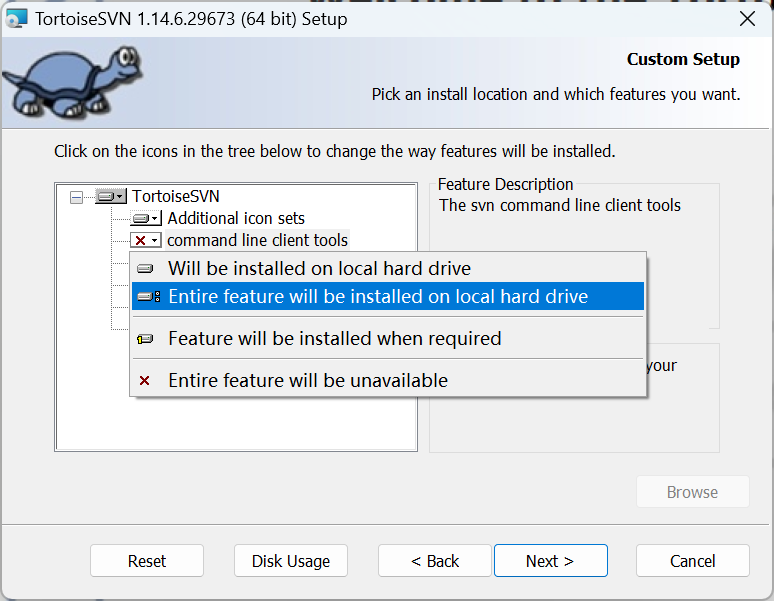 TortoiseSVN 1.14.6.29673 (64 bit) Setup
Custom Setup
Pick an install location and which features you want.
Click on the icons in the tree below to change the way features will be installed.
TortoiseSVN
Additional icon sets
command line client tools
Feature Description
The svn command line client tools
Will be installed on local hard drive
Entire feature will be installed on local hard drive
Feature will be installed when required
your
Entire feature will be unavailable
Browse
Reset
Disk Usage
< Back
Next >
Cancel